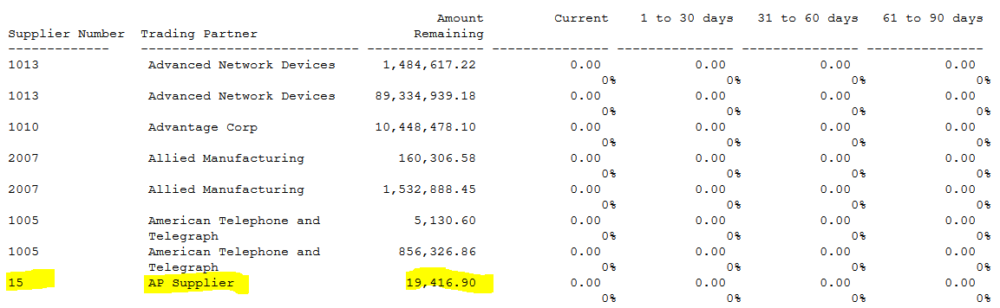 Amount Current 1 to 30 days 31 to 60 days 61 to 90 days
Supplier Number Trading Partner Remaining
------------- ---------------------------- --------------- --------------- --------------- --------------- ---------------
1013 Advanced Network Devices 1,484,617.22 0.00 0.00 0.00 0.00
0% 0% 0% 0%
1013 Advanced Network Devices 89,334,939.18 0.00 0.00 0.00 0.00
0% 0% 0% 0%
1010 Advantage Corp 10,448,478.10 0.00 0.00 0.00 0.00
0% 0% 0% 0%
2007 Allied Manufacturing 160,306.58 0.00 0.00 0.00 0.00
0% 0% 0% 0%
2007 Allied Manufacturing 1,532,888.45 0.00 0.00 0.00 0.00
0% 0% 0% 0%
1005 American Telephone and 5,130.60 0.00 0.00 0.00 0.00
Telegraph 0% 0% 0% 0%
1005 American Telephone and 856,326.86 0.00 0.00 0.00 0.00
Telegraph 0% 0% 0% 0%
15 AP Supplier 19,416.90 0.00 0.00 0.00 0.00
0% 0% 0% 0%